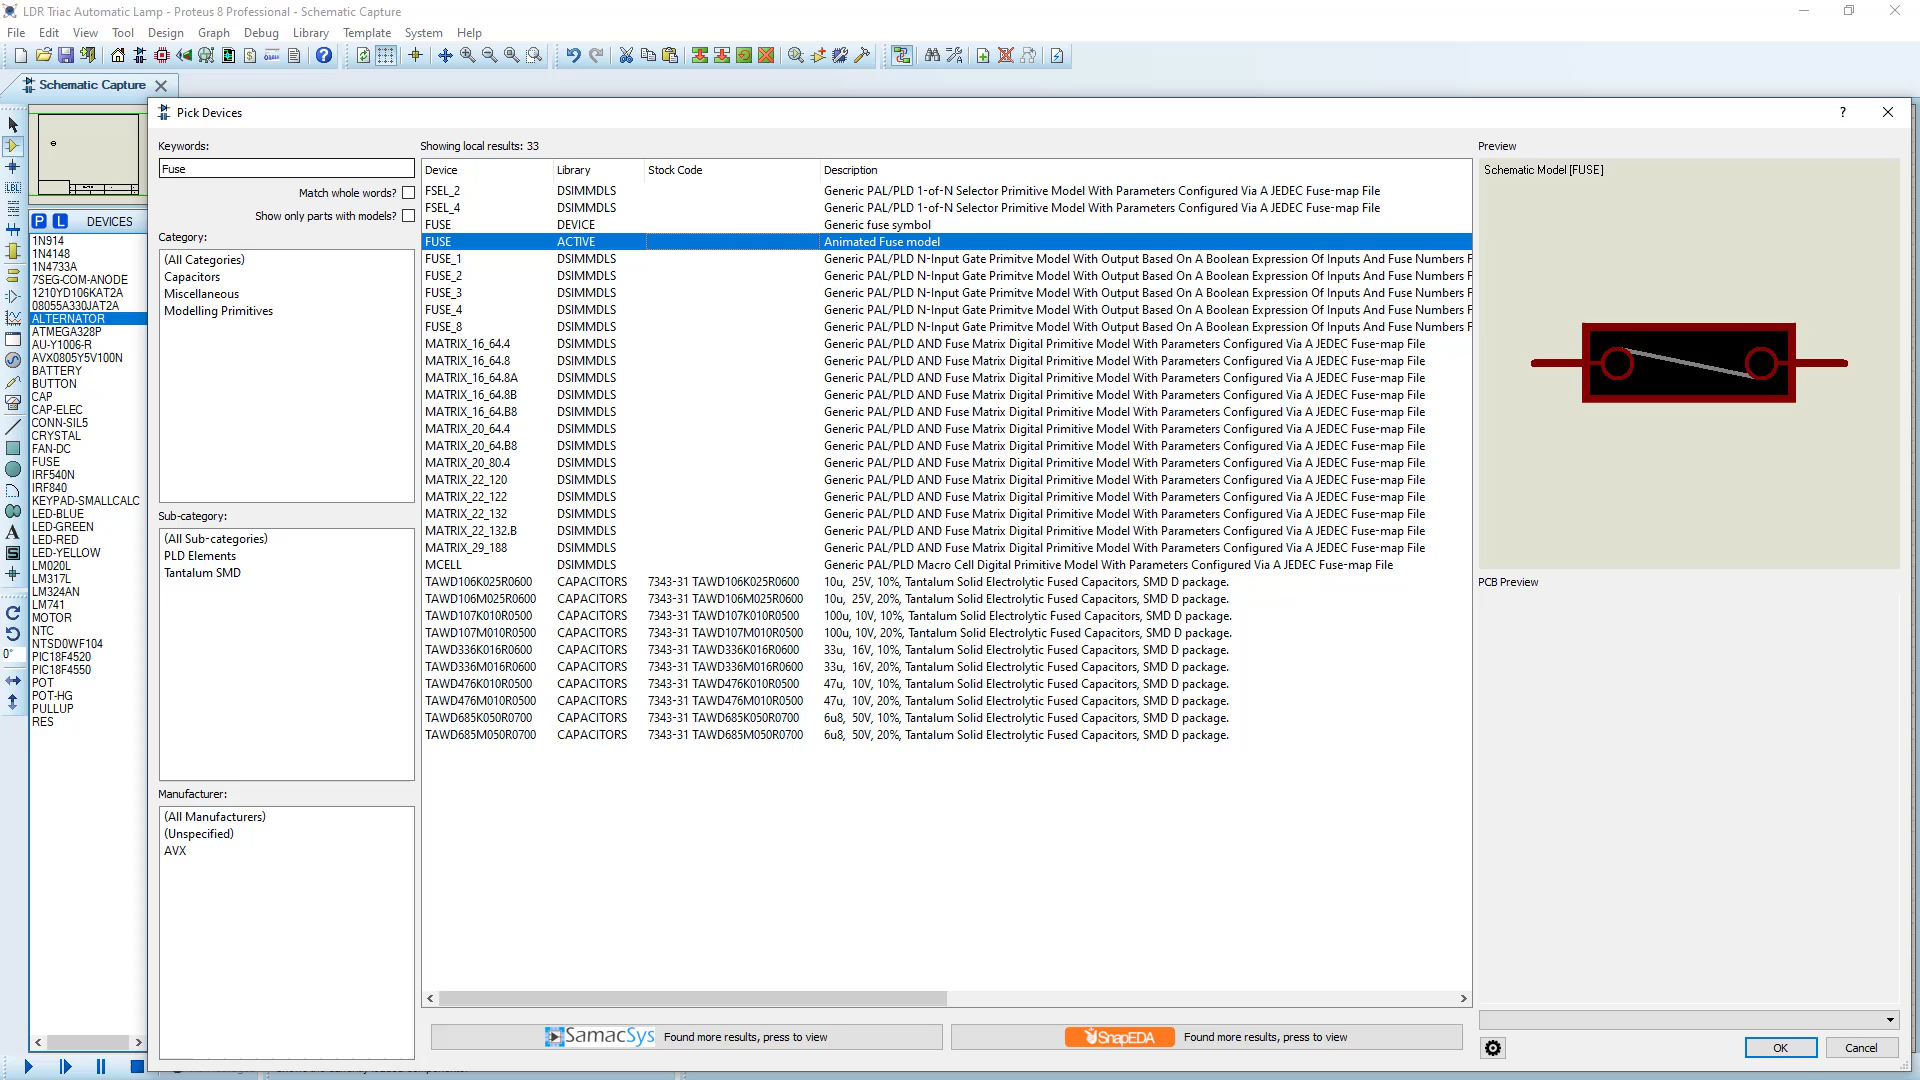 LDR Triac Automatic Lamp - Proteus 8 Professional - Schematic Capture
File Edit View Tool Design Graph Debug Library Template System Help
Schematic Capture
Pick Devices
Keywords:
Fuse
Match whole words?
Show only parts with models?
Category:
(All Categories)
Capacitors
Miscellaneous
Modelling Primitives
Sub-category:
(All Sub-categories)
PLD Elements
Tantalum SMD
Manufacturer:
(All Manufacturers)
(Unspecified)
AVX
P L DEVICES
1N914
1N4148
1N4733A
7SEG-COM-ANODE
1210YD106KAT2A
08055A330JAT2A
ALTERNATOR
ATMEGA328P
AU-Y1006-R
AVX0805Y5V100N
BATTERY
BUTTON
CAP
CAP-ELEC
CONN-SIL5
CRYSTAL
FAN-DC
FUSE
IRF540N
IRF840
KEYPAD-SMALLCALC
LED-BLUE
LED-GREEN
LED-RED
LED-YELLOW
LM020L
LM317L
LM324AN
LM741
MOTOR
NTC
NTSD0WF104
PIC18F4520
PIC18F4550
POT
POT-HG
PULLUP
RES
0°
Showing local results: 33
Device Library Stock Code Description
FSEL_2 DSIMMDLS Generic PAL/PLD 1-of-N Selector Primitive Model With Parameters Configured Via A JEDEC Fuse-map File
FSEL_4 DSIMMDLS Generic PAL/PLD 1-of-N Selector Primitive Model With Parameters Configured Via A JEDEC Fuse-map File
FUSE DEVICE Generic fuse symbol
FUSE ACTIVE Animated Fuse model
FUSE_1 DSIMMDLS Generic PAL/PLD N-Input Gate Primitve Model With Output Based On A Boolean Expression Of Inputs And Fuse Numbers F
FUSE_2 DSIMMDLS Generic PAL/PLD N-Input Gate Primitve Model With Output Based On A Boolean Expression Of Inputs And Fuse Numbers F
FUSE_3 DSIMMDLS Generic PAL/PLD N-Input Gate Primitve Model With Output Based On A Boolean Expression Of Inputs And Fuse Numbers F
FUSE_4 DSIMMDLS Generic PAL/PLD N-Input Gate Primitve Model With Output Based On A Boolean Expression Of Inputs And Fuse Numbers F
FUSE_8 DSIMMDLS Generic PAL/PLD N-Input Gate Primitve Model With Output Based On A Boolean Expression Of Inputs And Fuse Numbers F
MATRIX_16_64.4 DSIMMDLS Generic PAL/PLD AND Fuse Matrix Digital Primitive Model With Parameters Configured Via A JEDEC Fuse-map File
MATRIX_16_64.8 DSIMMDLS Generic PAL/PLD AND Fuse Matrix Digital Primitive Model With Parameters Configured Via A JEDEC Fuse-map File
MATRIX_16_64.8A DSIMMDLS Generic PAL/PLD AND Fuse Matrix Digital Primitive Model With Parameters Configured Via A JEDEC Fuse-map File
MATRIX_16_64.8B DSIMMDLS Generic PAL/PLD AND Fuse Matrix Digital Primitive Model With Parameters Configured Via A JEDEC Fuse-map File
MATRIX_16_64.B8 DSIMMDLS Generic PAL/PLD AND Fuse Matrix Digital Primitive Model With Parameters Configured Via A JEDEC Fuse-map File
MATRIX_20_64.4 DSIMMDLS Generic PAL/PLD AND Fuse Matrix Digital Primitive Model With Parameters Configured Via A JEDEC Fuse-map File
MATRIX_20_64.B8 DSIMMDLS Generic PAL/PLD AND Fuse Matrix Digital Primitive Model With Parameters Configured Via A JEDEC Fuse-map File
MATRIX_20_80.4 DSIMMDLS Generic PAL/PLD AND Fuse Matrix Digital Primitive Model With Parameters Configured Via A JEDEC Fuse-map File
MATRIX_22_120 DSIMMDLS Generic PAL/PLD AND Fuse Matrix Digital Primitive Model With Parameters Configured Via A JEDEC Fuse-map File
MATRIX_22_122 DSIMMDLS Generic PAL/PLD AND Fuse Matrix Digital Primitive Model With Parameters Configured Via A JEDEC Fuse-map File
MATRIX_22_132 DSIMMDLS Generic PAL/PLD AND Fuse Matrix Digital Primitive Model With Parameters Configured Via A JEDEC Fuse-map File
MATRIX_22_132.B DSIMMDLS Generic PAL/PLD AND Fuse Matrix Digital Primitive Model With Parameters Configured Via A JEDEC Fuse-map File
MATRIX_29_188 DSIMMDLS Generic PAL/PLD AND Fuse Matrix Digital Primitive Model With Parameters Configured Via A JEDEC Fuse-map File
MCELL DSIMMDLS Generic PAL/PLD Macro Cell Digital Primitive Model With Parameters Configured Via A JEDEC Fuse-map File
TAWD106K025R0600 CAPACITORS 7343-31 TAWD106K025R0600 10u, 25V, 10%, Tantalum Solid Electrolytic Fused Capacitors, SMD D package.
TAWD106M025R0600 CAPACITORS 7343-31 TAWD106M025R0600 10u, 25V, 20%, Tantalum Solid Electrolytic Fused Capacitors, SMD D package.
TAWD107K010R0500 CAPACITORS 7343-31 TAWD107K010R0500 100u, 10V, 10%, Tantalum Solid Electrolytic Fused Capacitors, SMD D package.
TAWD107M010R0500 CAPACITORS 7343-31 TAWD107M010R0500 100u, 10V, 20%, Tantalum Solid Electrolytic Fused Capacitors, SMD D package.
TAWD336K016R0600 CAPACITORS 7343-31 TAWD336K016R0600 33u, 16V, 10%, Tantalum Solid Electrolytic Fused Capacitors, SMD D package.
TAWD336M016R0600 CAPACITORS 7343-31 TAWD336M016R0600 33u, 16V, 20%, Tantalum Solid Electrolytic Fused Capacitors, SMD D package.
TAWD476K010R0500 CAPACITORS 7343-31 TAWD476K010R0500 47u, 10V, 10%, Tantalum Solid Electrolytic Fused Capacitors, SMD D package.
TAWD476M010R0500 CAPACITORS 7343-31 TAWD476M010R0500 47u, 10V, 20%, Tantalum Solid Electrolytic Fused Capacitors, SMD D package.
TAWD685K050R0700 CAPACITORS 7343-31 TAWD685K050R0700 6u8, 50V, 10%, Tantalum Solid Electrolytic Fused Capacitors, SMD D package.
TAWD685M050R0700 CAPACITORS 7343-31 TAWD685M050R0700 6u8, 50V, 20%, Tantalum Solid Electrolytic Fused Capacitors, SMD D package.
SamacSys Found more results, press to view
SnapEDA Found more results, press to view
Preview
Schematic Model [FUSE]
PCB Preview
OK
Cancel